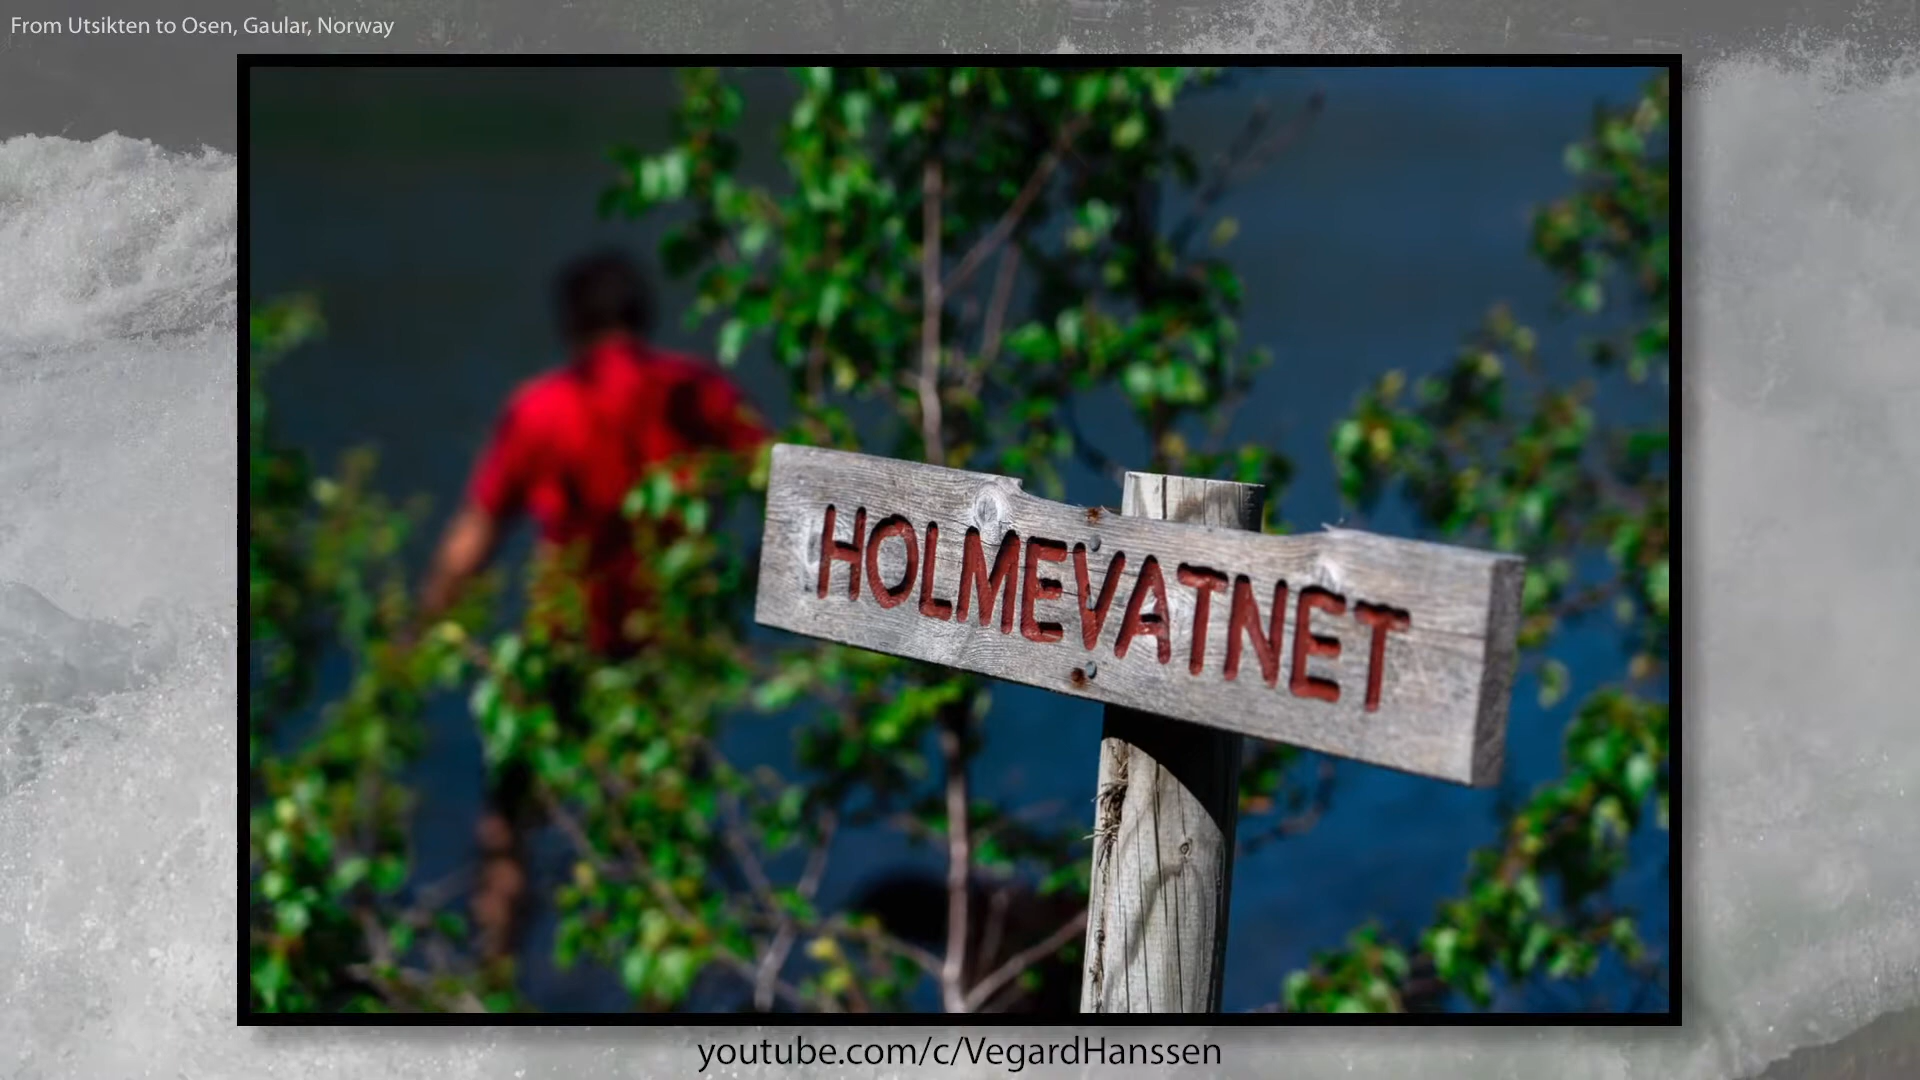 From Utsikten to Osen, Gaular, Norway
HOLMEVATNET
youtube.com/c/VegardHanssen